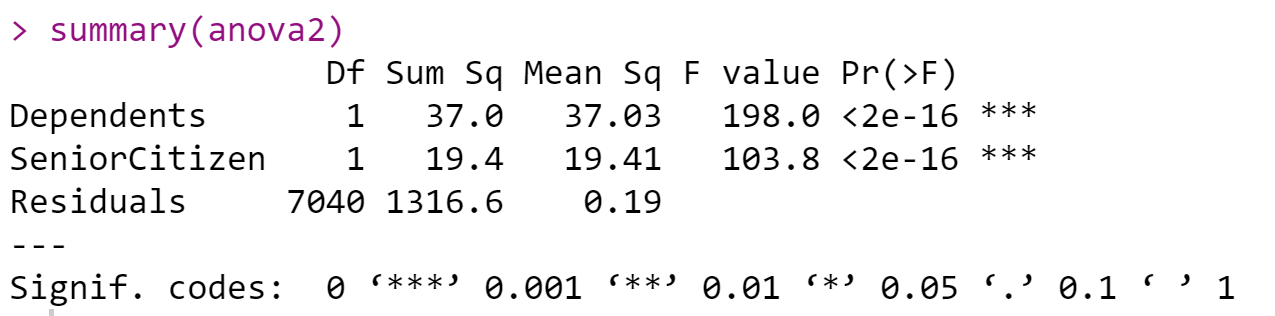 > summary(anova2)
Df Sum Sq Mean Sq F value Pr(>F)
Dependents 1 37.0 37.03 198.0 <2e-16 ***
SeniorCitizen 1 19.4 19.41 103.8 <2e-16 ***
Residuals 7040 1316.6 0.19
---
Signif. codes: 0 ‘***’ 0.001 ‘**’ 0.01 ‘*’ 0.05 ‘.’ 0.1 ‘ ’ 1